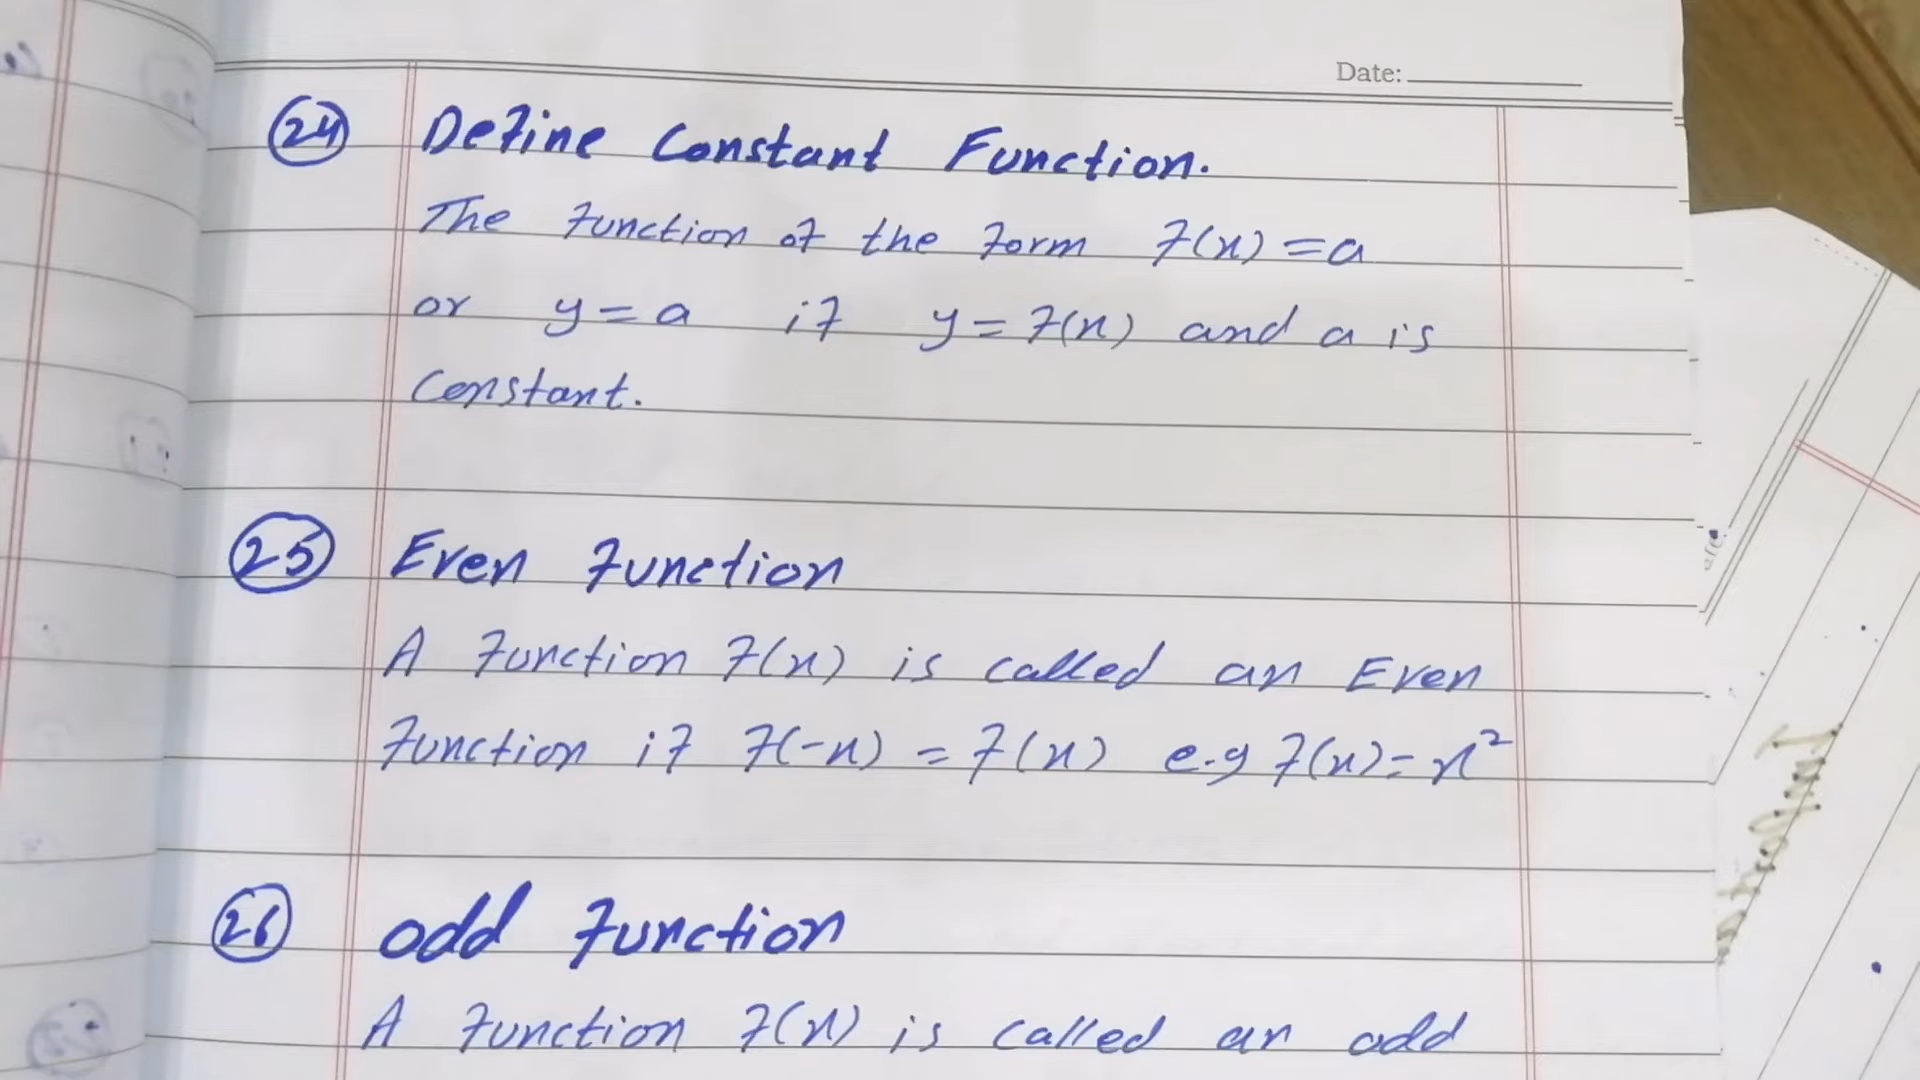 Date:
24 Define Constant Function.
The function of the form f(x) = a
or y = a if y = f(x) and a is
Constant.
25 Even function
A function f(x) is called an Even
function if f(-x) = f(x) e.g f(x) = x²
26 odd function
A function f(x) is called an odd